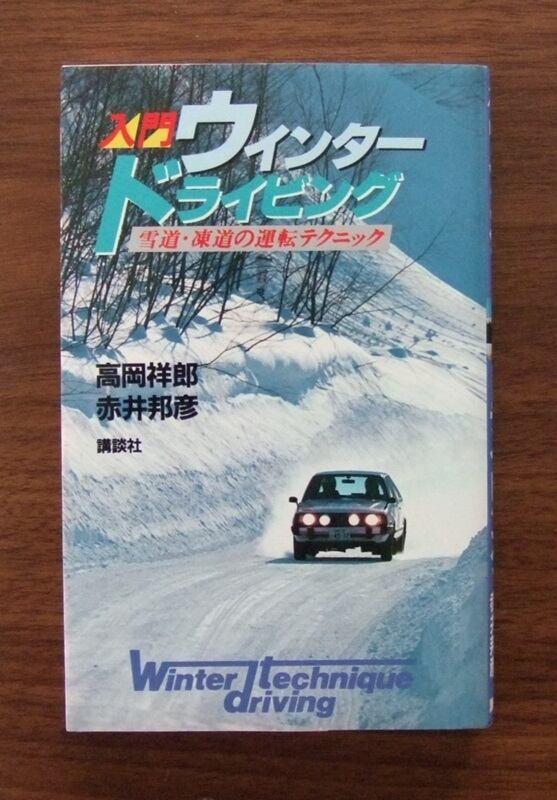 入門ウインター
ドライビング
雪道・凍道の運転テクニック
高岡祥郎
赤井邦彦
講談社
Winter technique
driving